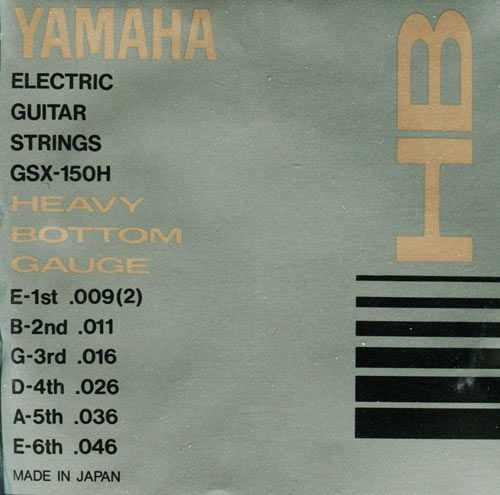 YAMAHA
ELECTRIC
GUITAR
STRINGS
GSX-150H
HEAVY
BOTTOM
GAUGE
E-1st .009(2)
B-2nd .011
G-3rd .016
D-4th .026
A-5th .036
E-6th .046
MADE IN JAPAN
HB